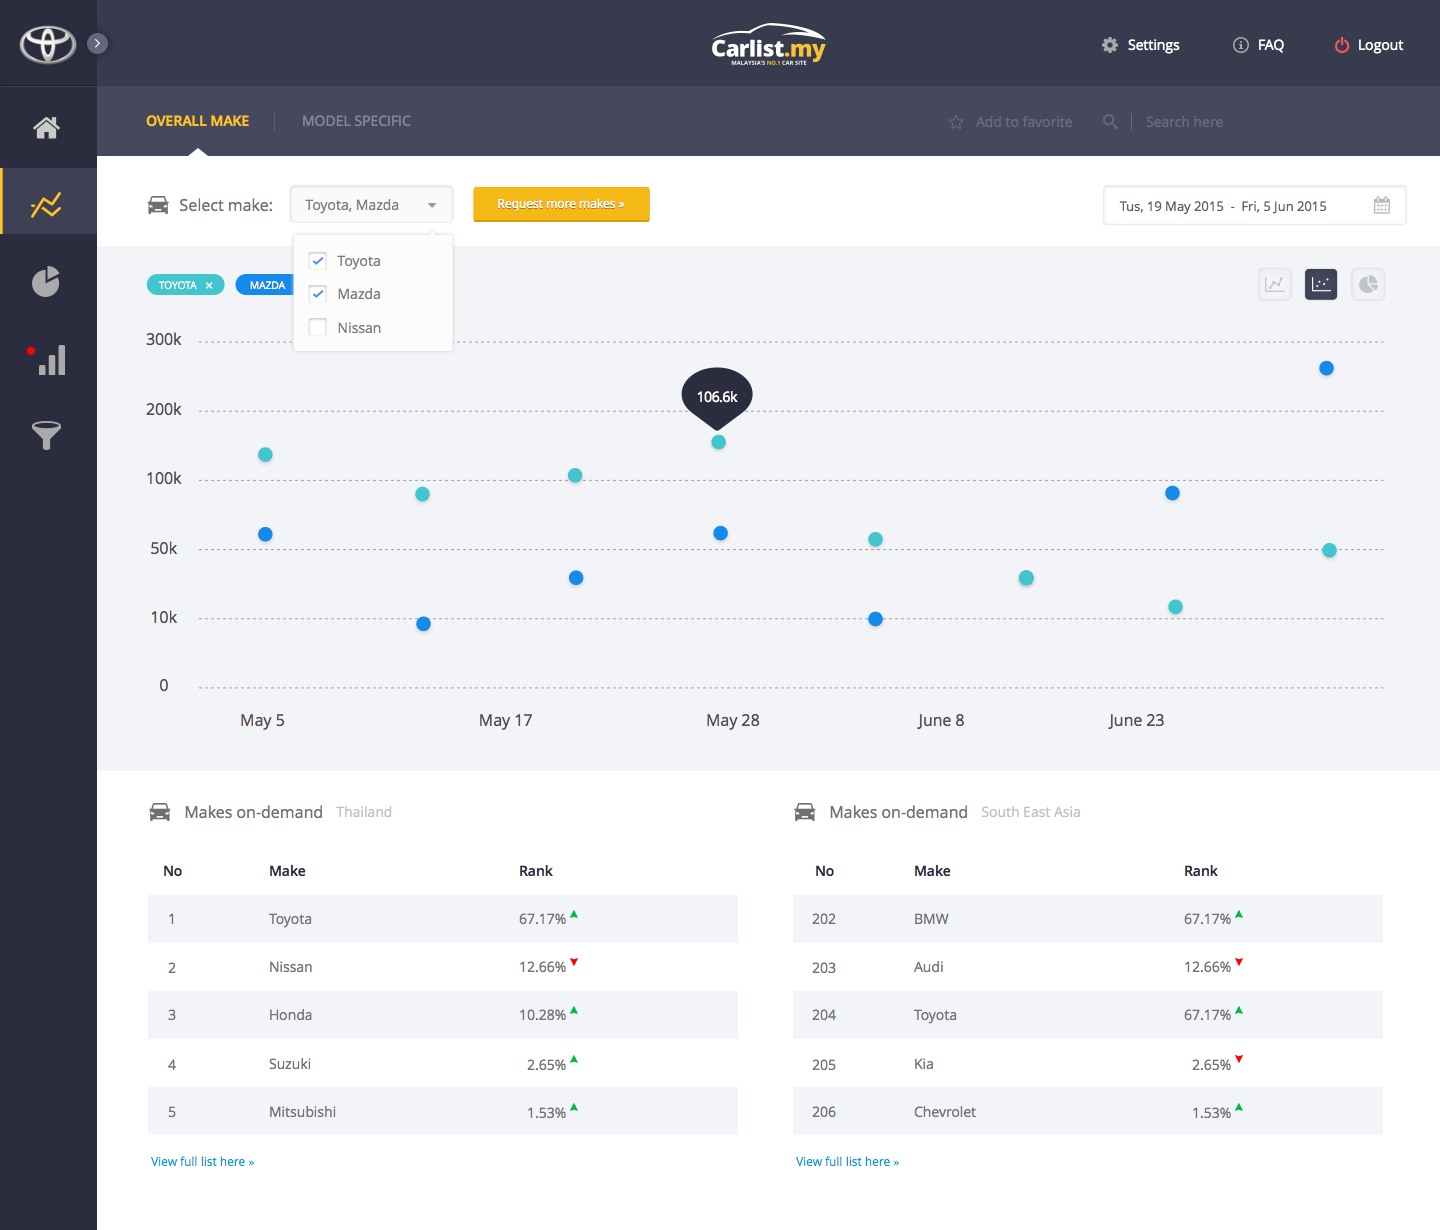 Carlist.my
MALAYSIA'S NO.1 CAR SITE
Settings
FAQ
Logout
OVERALL MAKE
MODEL SPECIFIC
Add to favorite
Search here
Select make:
Toyota, Mazda
Request more makes »
Tus, 19 May 2015 - Fri, 5 Jun 2015
Toyota
Mazda
Nissan
TOYOTA ×
MAZDA
300k
200k
106.6k
100k
50k
10k
0
May 5
May 17
May 28
June 8
June 23
Makes on-demand Thailand
No Make Rank
1 Toyota 67.17%
2 Nissan 12.66%
3 Honda 10.28%
4 Suzuki 2.65%
5 Mitsubishi 1.53%
View full list here »
Makes on-demand South East Asia
No Make Rank
202 BMW 67.17%
203 Audi 12.66%
204 Toyota 67.17%
205 Kia 2.65%
206 Chevrolet 1.53%
View full list here »